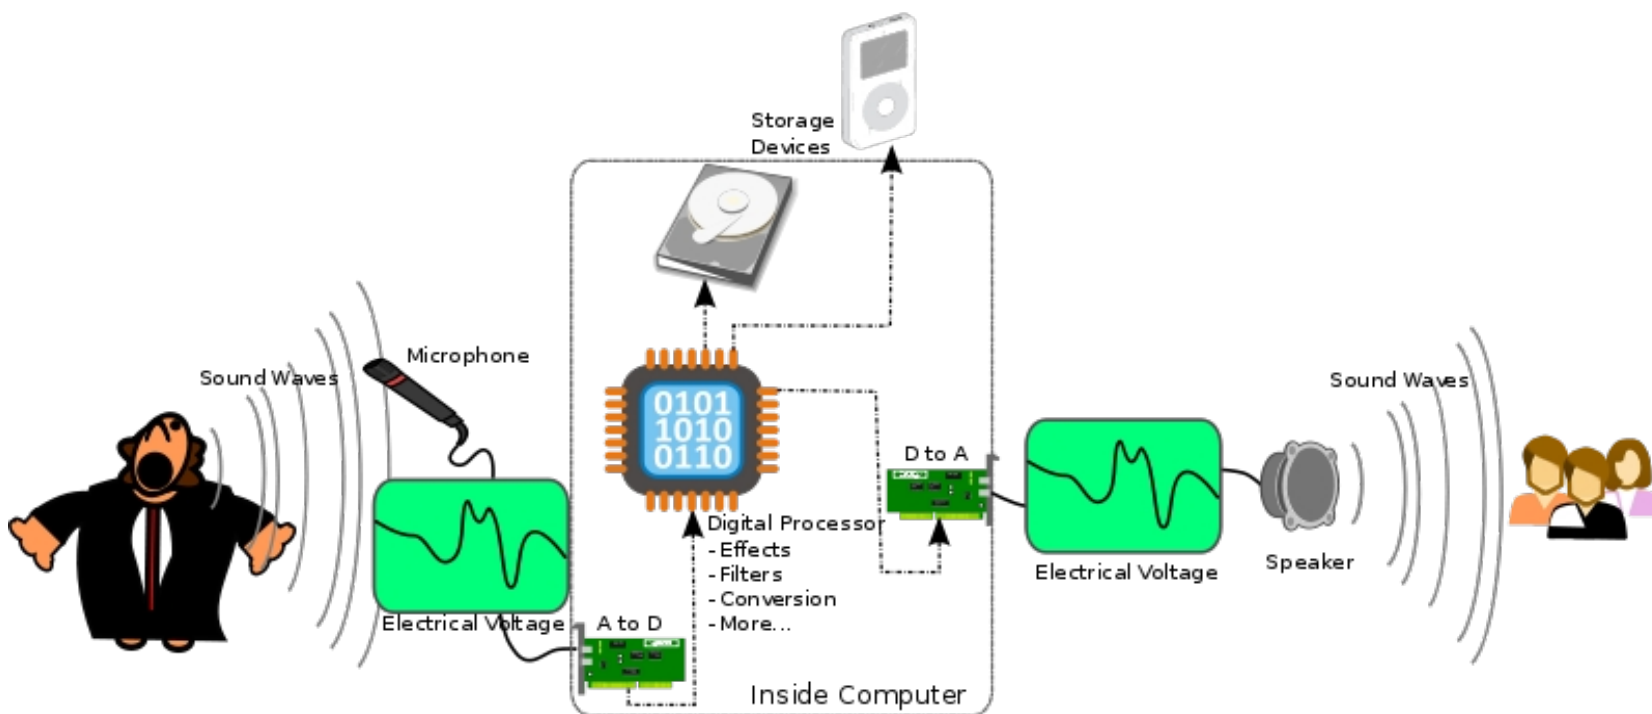 Storage
Devices
Microphone
Sound Waves
Sound Waves
0101
1010
0110
D to A
Digital Processor
- Effects
- Filters
- Conversion
- More...
Electrical Voltage
Speaker
Electrical Voltage
A to D
Inside Computer